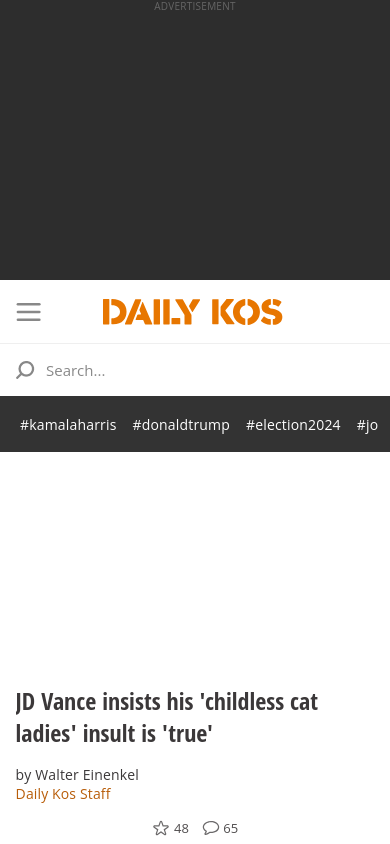 ADVERTISEMENT
DAILY KOS
Search...
#kamalaharris #donaldtrump #election2024 #jo
JD Vance insists his 'childless cat
ladies' insult is 'true'
by Walter Einenkel
Daily Kos Staff
48 65